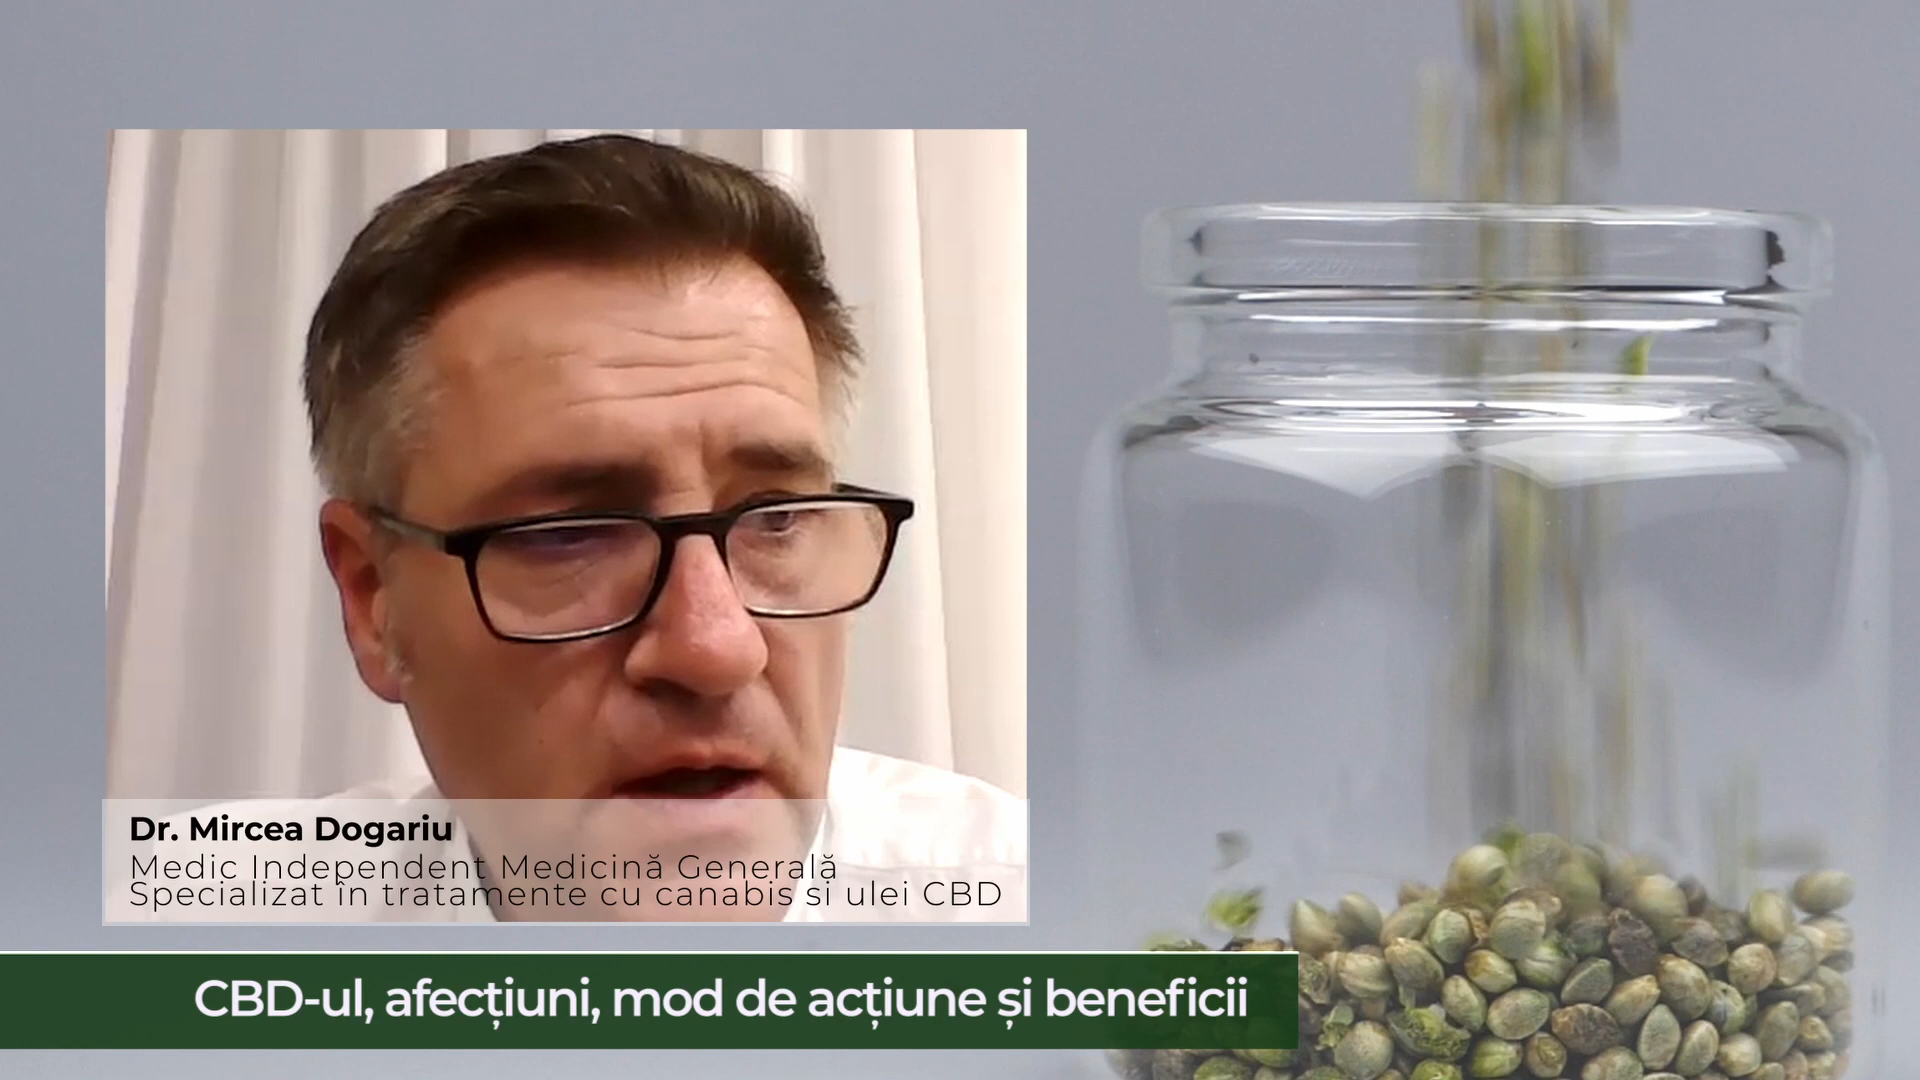 Dr. Mircea Dogariu
Medic Independent Medicină Generală
Specializat în tratamente cu canabis si ulei CBD
CBD-ul, afecțiuni, mod de acțiune și beneficii